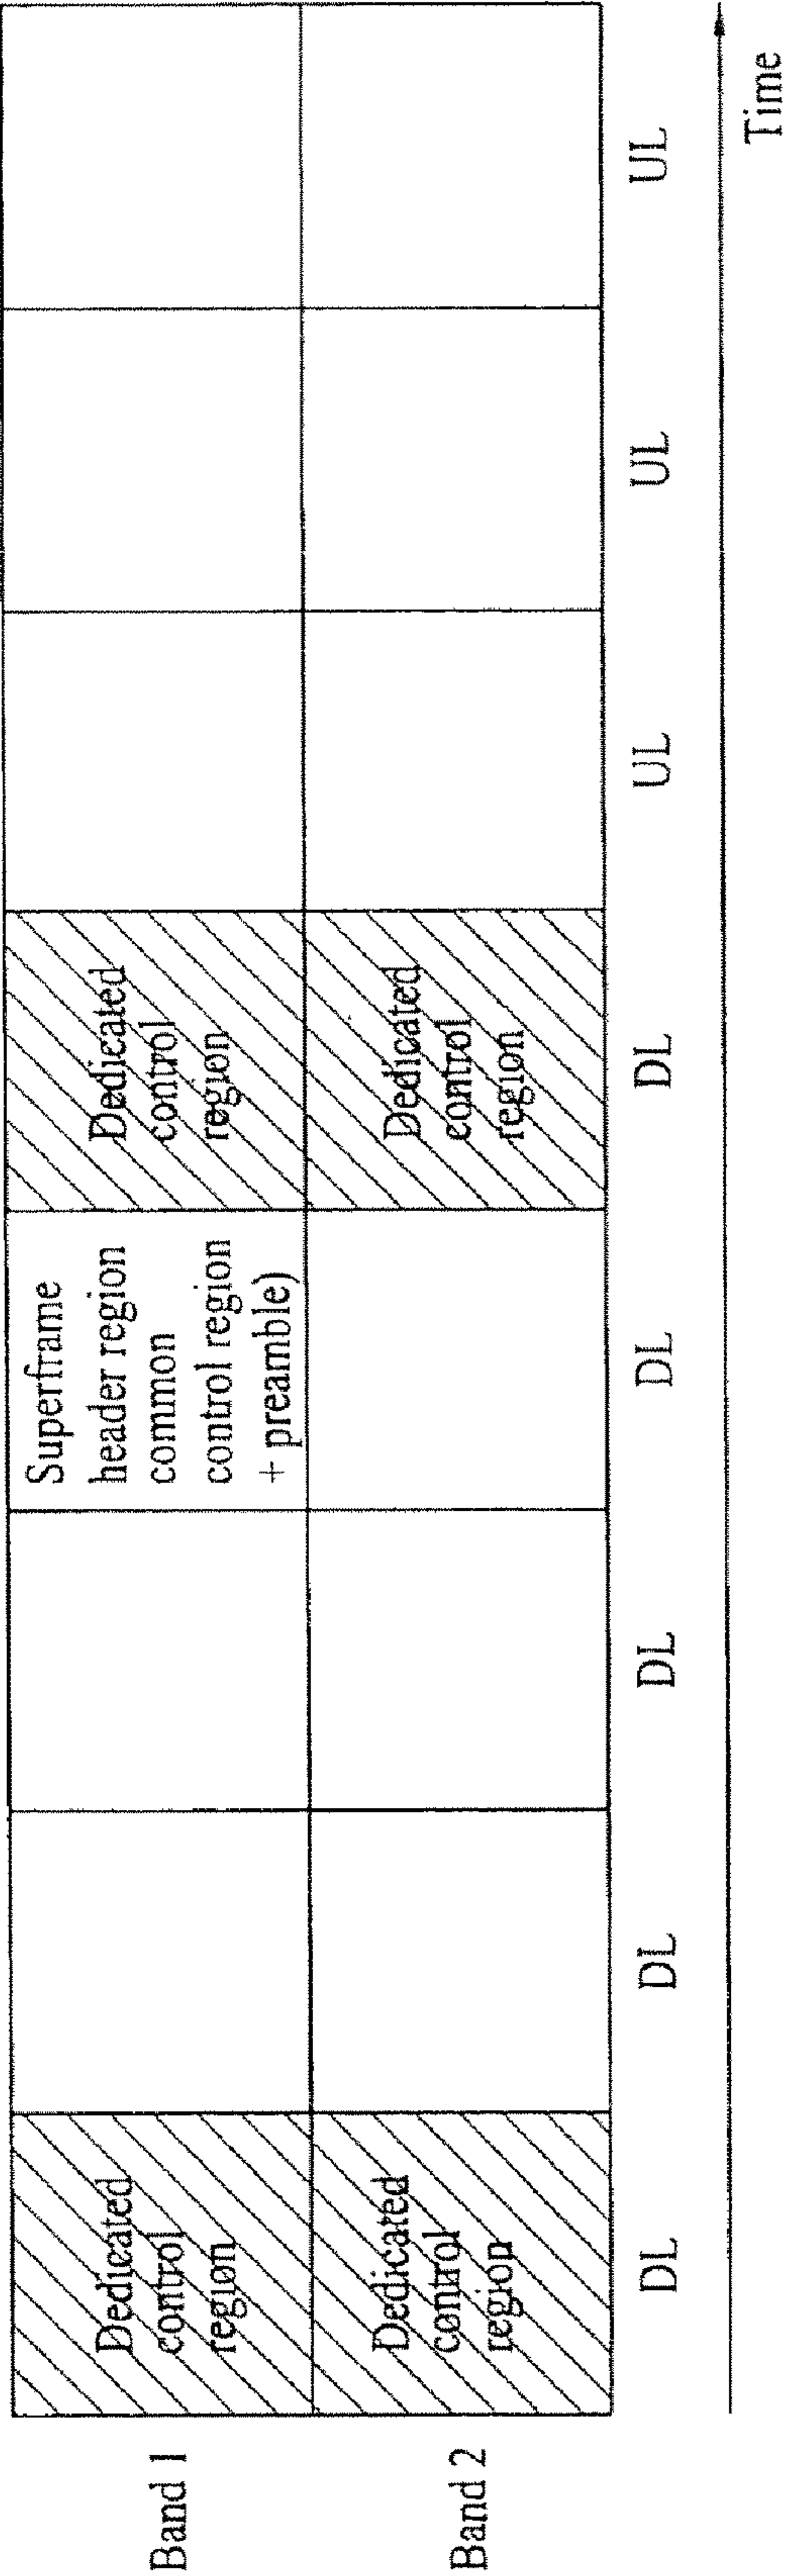 Band 1
Dedicated
control
region
Superframe
header region
common
control region
+ preamble)
Dedicated
control
region
Band 2
Dedicated
control
region
Dedicated
control
region
DL
DL
DL
DL
DL
UL
UL
UL
Time